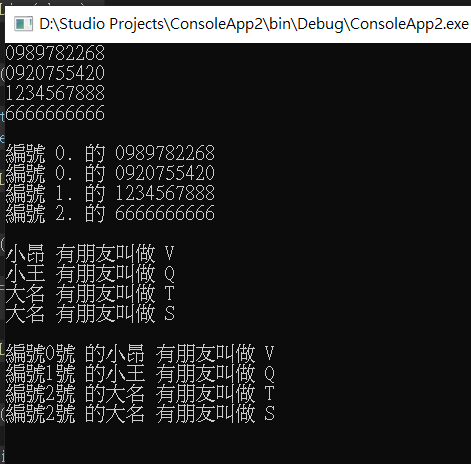 D:\Studio Projects\ConsoleApp2\bin\Debug\ConsoleApp2.exe
0989782268
0920755420
1234567888
6666666666
編號 0. 的 0989782268
編號 0. 的 0920755420
編號 1. 的 1234567888
編號 2. 的 6666666666
小昂 有朋友叫做 V
小王 有朋友叫做 Q
大名 有朋友叫做 T
大名 有朋友叫做 S
編號0號 的小昂 有朋友叫做 V
編號1號 的小王 有朋友叫做 Q
編號2號 的大名 有朋友叫做 T
編號2號 的大名 有朋友叫做 S